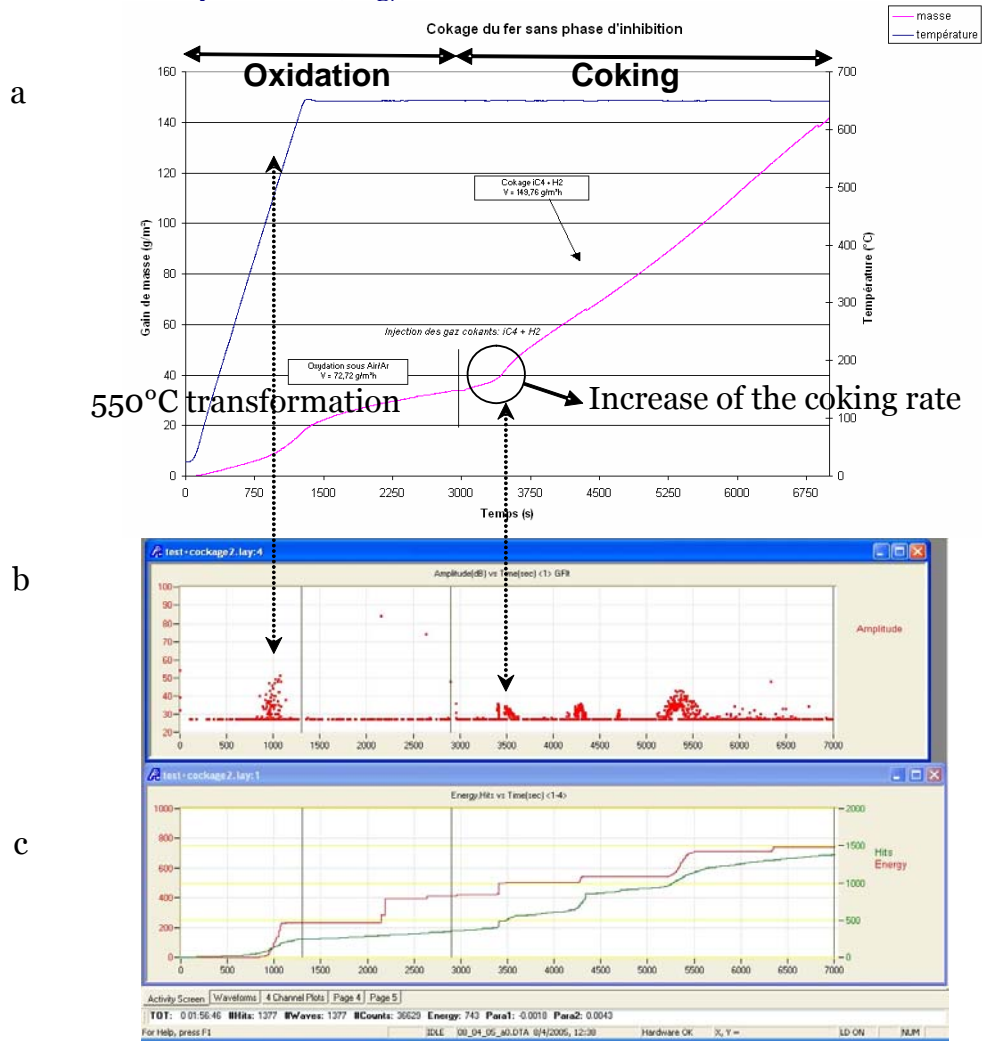 Cokage du fer sans phase d'inhibition
masse
température
Oxidation
Coking
a
160
140
120
100
80
60
40
20
0
Gain de masse (g/m²)
700
600
500
400
300
200
100
0
Température (°C)
Cokage iC4 + H2
V = 149,76 g/m²h
Injection des gaz cokants: iC4 + H2
Oxydation sous Air/Ar
V = 72,72 g/m²h
550°C transformation
Increase of the coking rate
0 750 1500 2250 3000 3750 4500 5250 6000 6750
Temps (s)
b
test-cockage2.lay:4
Amplitude(dB) vs Time(sec) <1> GFlt
100
90
80
70
60
50
40
30
20
Amplitude
0 500 1000 1500 2000 2500 3000 3500 4000 4500 5000 5500 6000 6500 7000
test-cockage2.lay:1
Energy,Hits vs Time(sec) <1-4>
c
1000
800
600
400
200
0
2000
1500
1000
500
0
Hits
Energy
0 500 1000 1500 2000 2500 3000 3500 4000 4500 5000 5500 6000 6500 7000
Activity Screen Waveforms 4 Channel Plots Page 4 Page 5
TOT: 0 01:56:46 #Hits: 1377 #Waves: 1377 #Counts: 36629 Energy: 743 Para1: -0.0018 Para2: 0.0043
For Help, press F1 IDLE 08_04_05_a0.DTA 8/4/2005, 12:38 Hardware OK X, Y = LD ON NUM